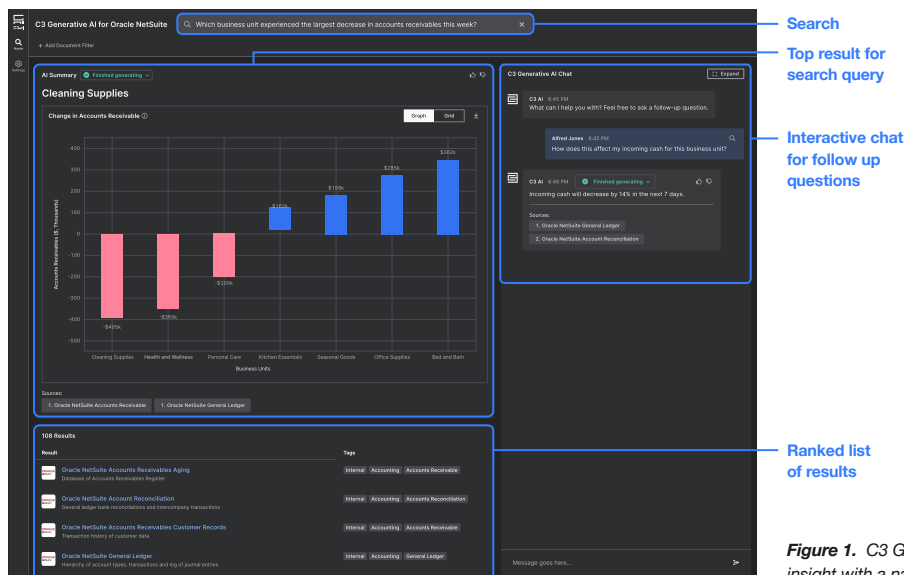 C3.ai
C3 Generative AI for Oracle NetSuite
Which business unit experienced the largest decrease in accounts receivables this week?
Search
Home
+ Add Document Filter
Settings
Top result for
search query
AI Summary
Finished generating
Cleaning Supplies
Change in Accounts Receivable
Graph
Grid
Accounts Receivables ($, Thousands)
400
300
200
100
0
-100
-200
-300
-400
-500
-$405k
-$365k
-$200k
$103k
$199k
$285k
$362k
Cleaning Supplies
Health and Wellness
Personal Care
Kitchen Essentials
Seasonal Goods
Office Supplies
Bed and Bath
Business Units
Sources:
1. Oracle NetSuite Accounts Receivable
1. Oracle NetSuite General Ledger
C3 Generative AI Chat
Expand
C3 AI 6:45 PM
What can I help you with? Feel free to ask a follow-up question.
Alfred Jones 6:45 PM
How does this affect my incoming cash for this business unit?
C3 AI 6:48 PM Finished generating
Incoming cash will decrease by 14% in the next 7 days.
Sources:
1. Oracle NetSuite General Ledger
2. Oracle NetSuite Account Reconciliation
Message goes here...
Interactive chat
for follow up
questions
108 Results
Result
Tags
Oracle NetSuite Accounts Receivables Aging
Database of Accounts Receivables Register
Internal Accounting Accounts Receivable
Oracle NetSuite Account Reconciliation
General ledger bank reconciliations and intercompany transactions
Internal Accounting Accounts Reconciliation
Oracle NetSuite Accounts Receivables Customer Records
Transaction history of customer data
Internal Accounting Accounts Receivable
Oracle NetSuite General Ledger
Hierarchy of account types, transactions and log of journal entries
Internal Accounting General Ledger
Ranked list
of results
Figure 1. C3 G
insight with a na